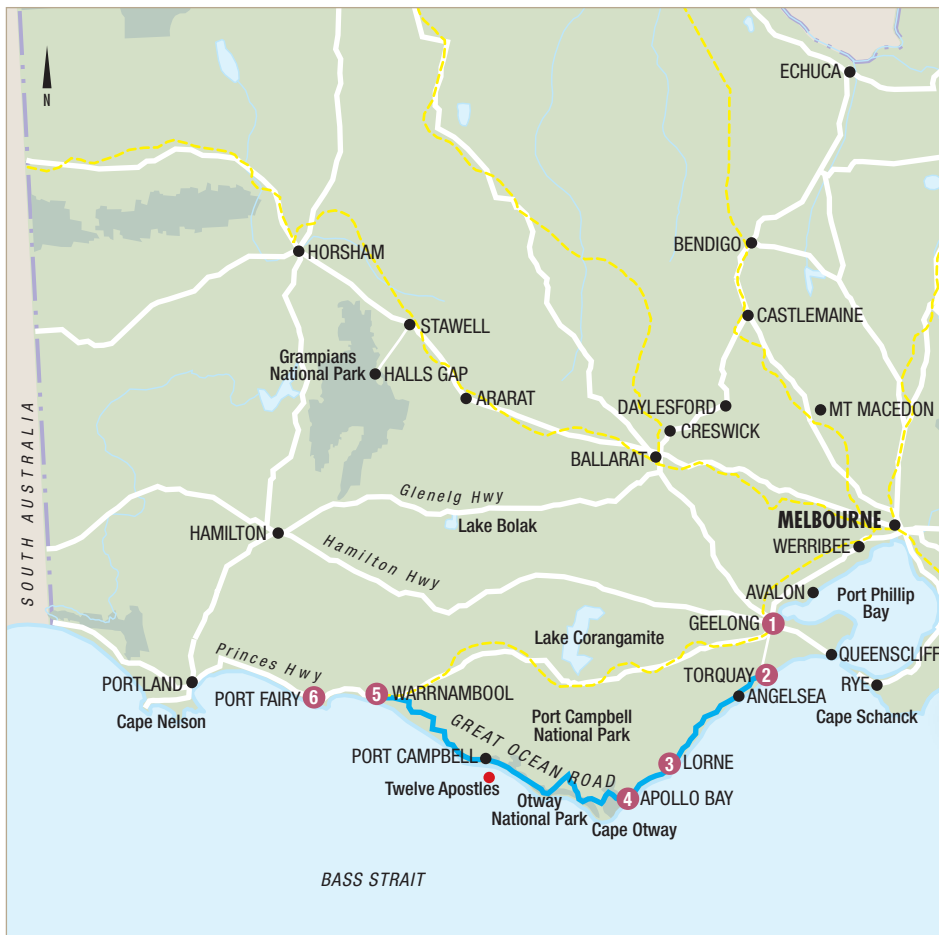 ECHUCA
N
BENDIGO
HORSHAM
CASTLEMAINE
STAWELL
Grampians
National Park
HALLS GAP
ARARAT
DAYLESFORD
MT MACEDON
CRESWICK
BALLARAT
SOUTH AUSTRALIA
Glenelg Hwy
Lake Bolak
MELBOURNE
HAMILTON
WERRIBEE
Hamilton Hwy
AVALON
Port Phillip
Bay
GEELONG 1
Lake Corangamite
QUEENSCLIFF
Princes Hwy
TORQUAY 2
PORTLAND
PORT FAIRY 6
5 WARRNAMBOOL
ANGELSEA
RYE
Cape Nelson
Cape Schanck
Port Campbell
National Park
GREAT OCEAN ROAD
PORT CAMPBELL
3 LORNE
Twelve Apostles
Otway
National Park
4 APOLLO BAY
Cape Otway
BASS STRAIT